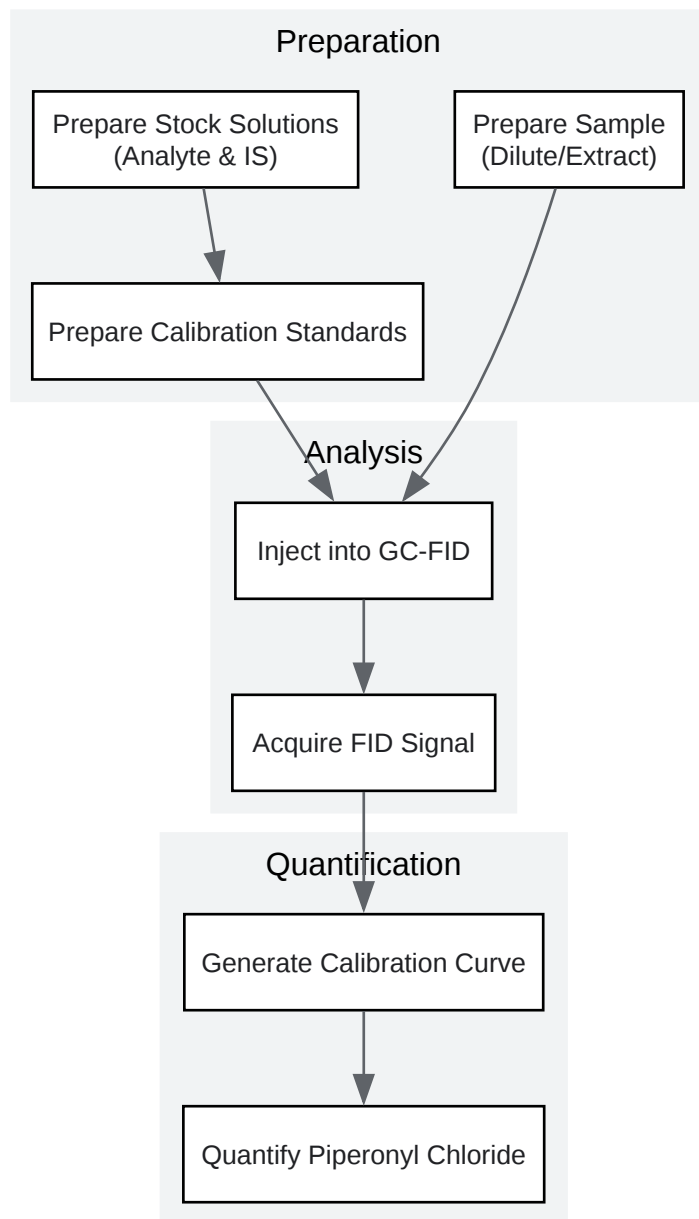 Preparation
Prepare Stock Solutions
(Analyte & IS)
Prepare Sample
(Dilute/Extract)
Prepare Calibration Standards
Analysis
Inject into GC-FID
Acquire FID Signal
Quantification
Generate Calibration Curve
Quantify Piperonyl Chloride